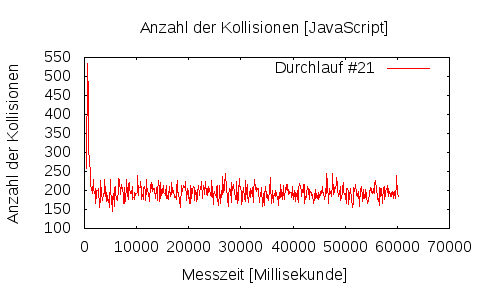 Anzahl der Kollisionen [JavaScript]
Durchlauf #21
Anzahl der Kollisionen
550
500
450
400
350
300
250
200
150
100
0 10000 20000 30000 40000 50000 60000 70000
Messzeit [Millisekunde]